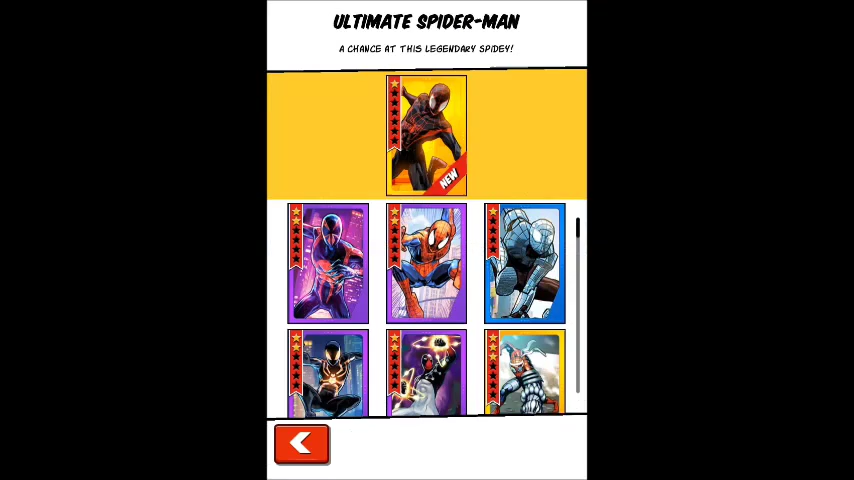 ULTIMATE SPIDER-MAN
A CHANCE AT THIS LEGENDARY SPIDEY!
NEW